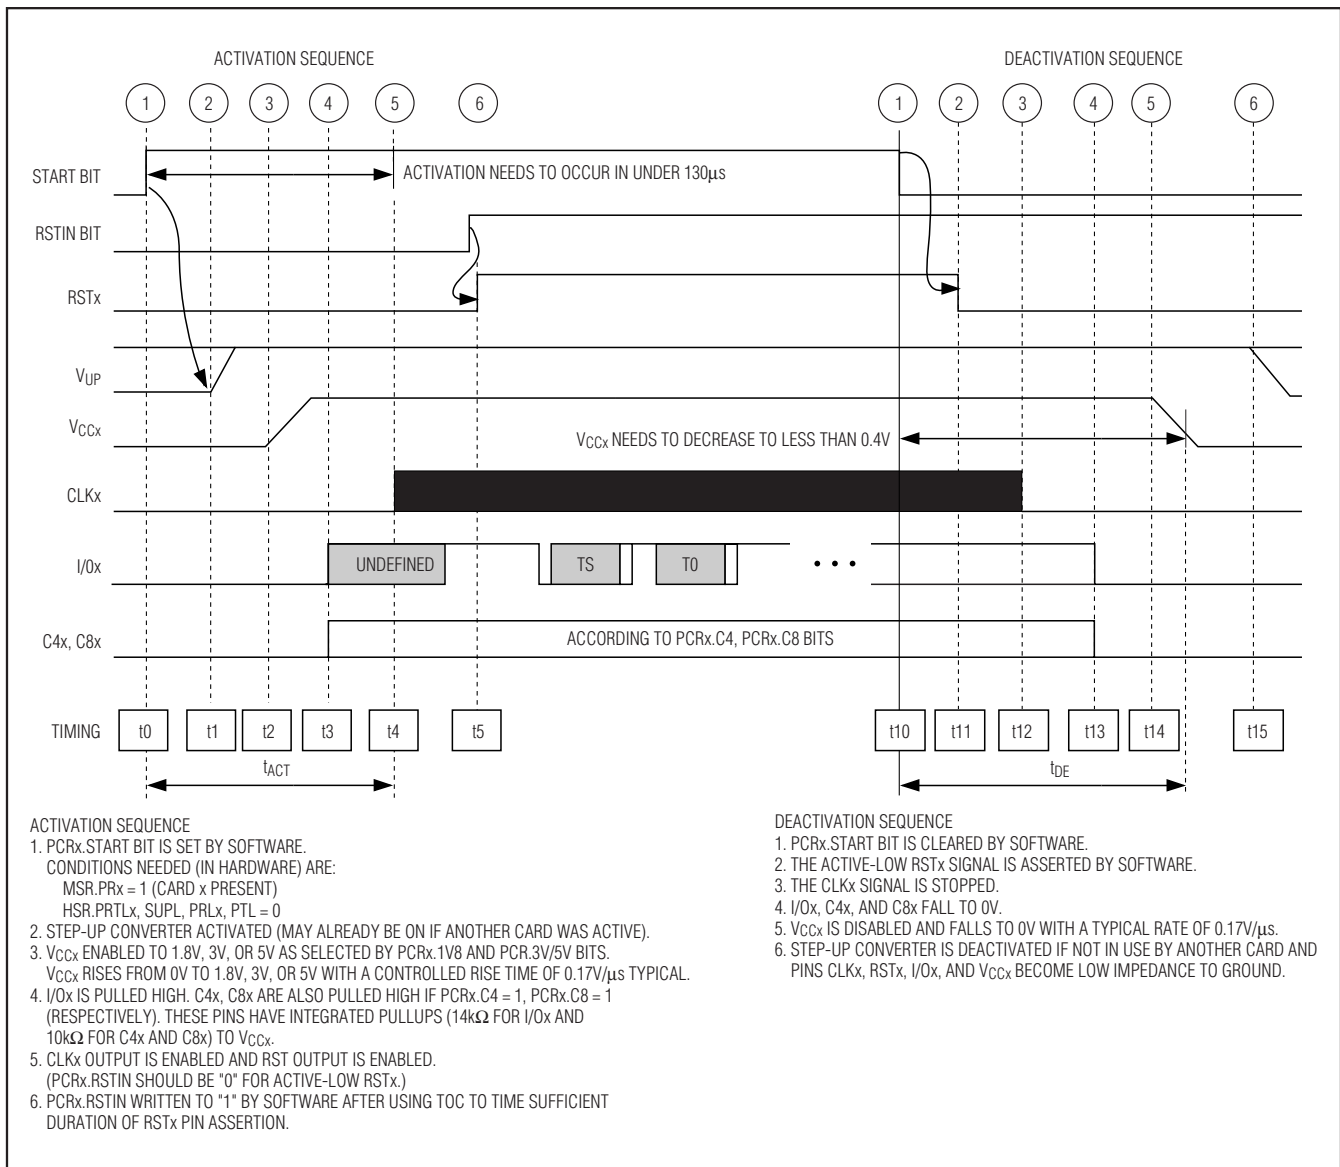 ACTIVATION SEQUENCE
DEACTIVATION SEQUENCE
1 2 3 4 5 6
1 2 3 4 5 6
START BIT
ACTIVATION NEEDS TO OCCUR IN UNDER 130μs
RSTIN BIT
RSTx
VUP
VCCx
VCCx NEEDS TO DECREASE TO LESS THAN 0.4V
CLKx
I/0x
UNDEFINED
TS
T0
• • •
C4x, C8x
ACCORDING TO PCRx.C4, PCRx.C8 BITS
TIMING
t0 t1 t2 t3 t4 t5
t10 t11 t12 t13 t14 t15
tACT
tDE
ACTIVATION SEQUENCE
1. PCRx.START BIT IS SET BY SOFTWARE.
CONDITIONS NEEDED (IN HARDWARE) ARE:
MSR.PRx = 1 (CARD x PRESENT)
HSR.PRTLx, SUPL, PRLx, PTL = 0
2. STEP-UP CONVERTER ACTIVATED (MAY ALREADY BE ON IF ANOTHER CARD WAS ACTIVE).
3. VCCx ENABLED TO 1.8V, 3V, OR 5V AS SELECTED BY PCRx.1V8 AND PCR.3V/5V BITS.
VCCx RISES FROM 0V TO 1.8V, 3V, OR 5V WITH A CONTROLLED RISE TIME OF 0.17V/μs TYPICAL.
4. I/Ox IS PULLED HIGH. C4x, C8x ARE ALSO PULLED HIGH IF PCRx.C4 = 1, PCRx.C8 = 1
(RESPECTIVELY). THESE PINS HAVE INTEGRATED PULLUPS (14kΩ FOR I/Ox AND
10kΩ FOR C4x AND C8x) TO VCCx.
5. CLKx OUTPUT IS ENABLED AND RST OUTPUT IS ENABLED.
(PCRx.RSTIN SHOULD BE "0" FOR ACTIVE-LOW RSTx.)
6. PCRx.RSTIN WRITTEN TO "1" BY SOFTWARE AFTER USING TOC TO TIME SUFFICIENT
DURATION OF RSTx PIN ASSERTION.
DEACTIVATION SEQUENCE
1. PCRx.START BIT IS CLEARED BY SOFTWARE.
2. THE ACTIVE-LOW RSTx SIGNAL IS ASSERTED BY SOFTWARE.
3. THE CLKx SIGNAL IS STOPPED.
4. I/Ox, C4x, AND C8x FALL TO 0V.
5. VCCx IS DISABLED AND FALLS TO 0V WITH A TYPICAL RATE OF 0.17V/μs.
6. STEP-UP CONVERTER IS DEACTIVATED IF NOT IN USE BY ANOTHER CARD AND
PINS CLKx, RSTx, I/Ox, AND VCCx BECOME LOW IMPEDANCE TO GROUND.